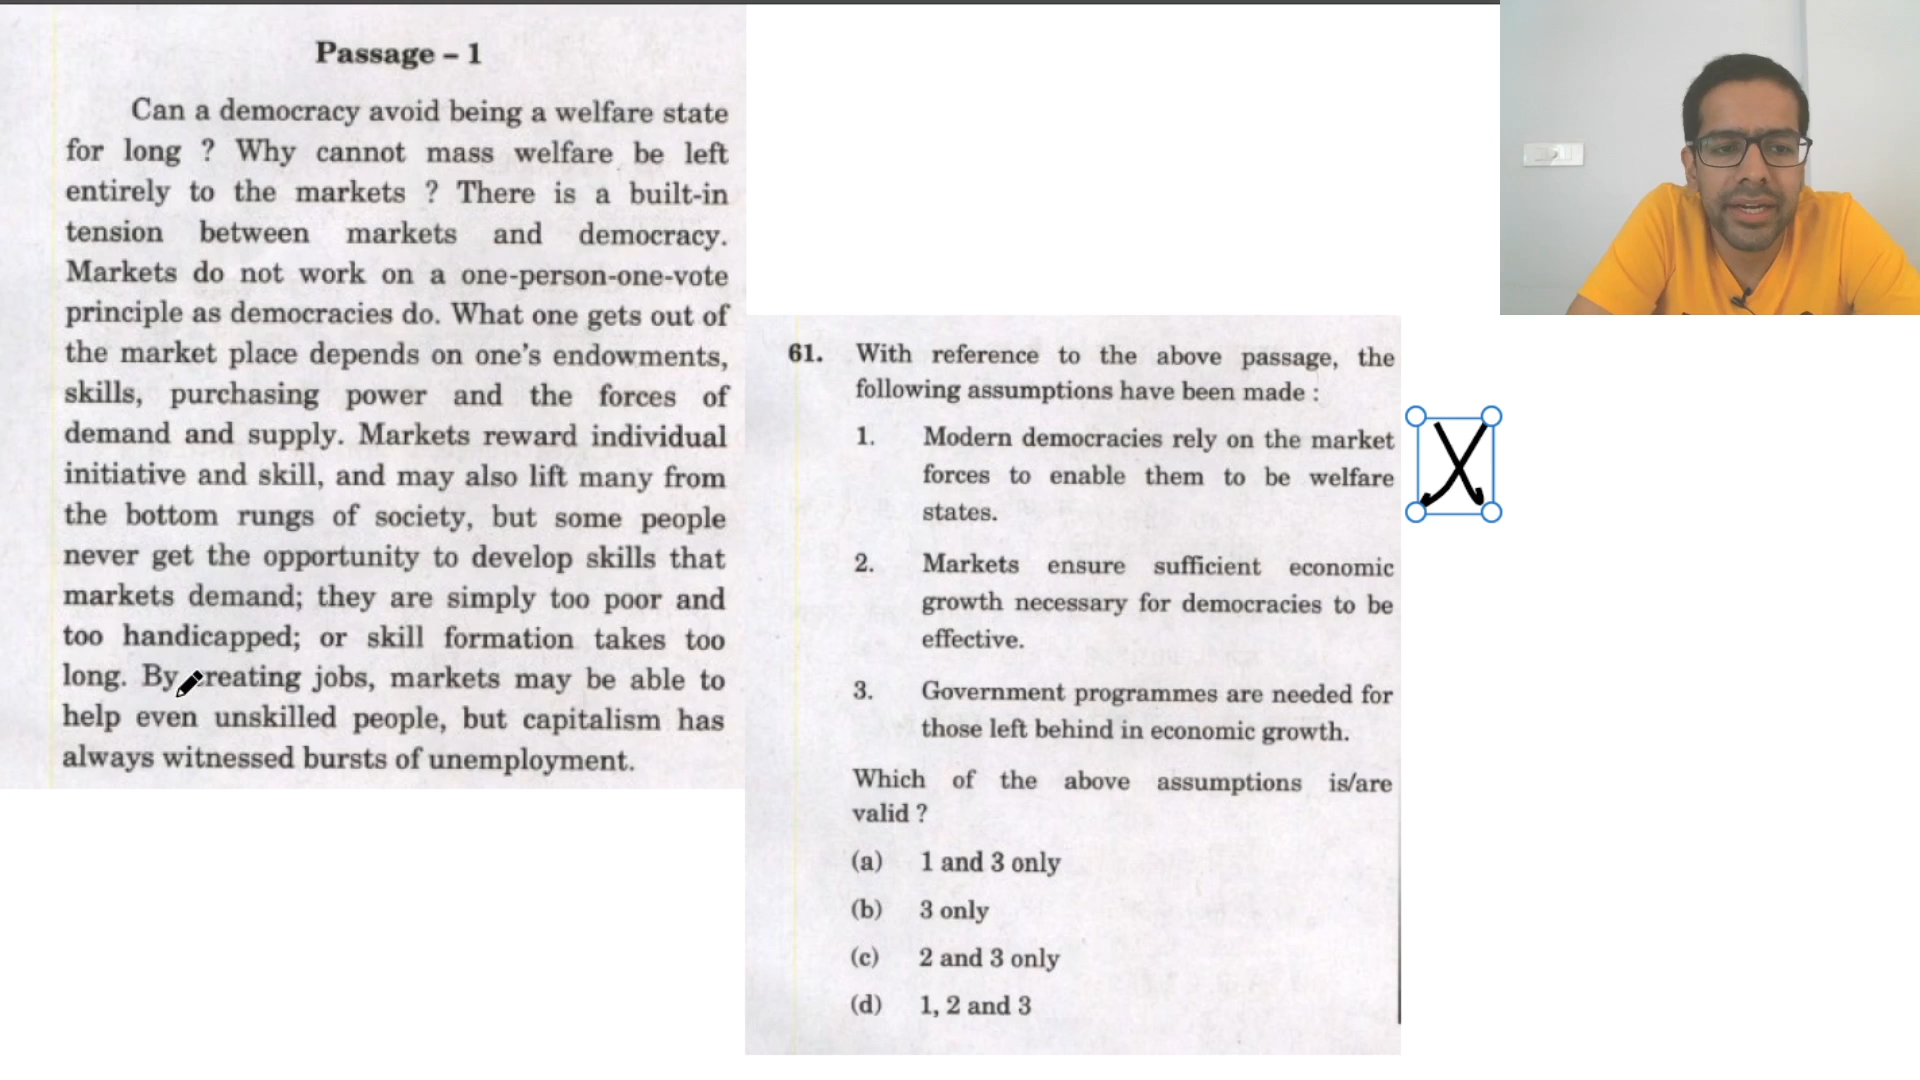 Passage – 1
Can a democracy avoid being a welfare state
for long ? Why cannot mass welfare be left
entirely to the markets ? There is a built-in
tension between markets and democracy.
Markets do not work on a one-person-one-vote
principle as democracies do. What one gets out of
the market place depends on one's endowments,
skills, purchasing power and the forces of
demand and supply. Markets reward individual
initiative and skill, and may also lift many from
the bottom rungs of society, but some people
never get the opportunity to develop skills that
markets demand; they are simply too poor and
too handicapped; or skill formation takes too
long. By creating jobs, markets may be able to
help even unskilled people, but capitalism has
always witnessed bursts of unemployment.
61. With reference to the above passage, the
following assumptions have been made :
1. Modern democracies rely on the market
forces to enable them to be welfare
states.
2. Markets ensure sufficient economic
growth necessary for democracies to be
effective.
3. Government programmes are needed for
those left behind in economic growth.
Which of the above assumptions is/are
valid ?
(a) 1 and 3 only
(b) 3 only
(c) 2 and 3 only
(d) 1, 2 and 3